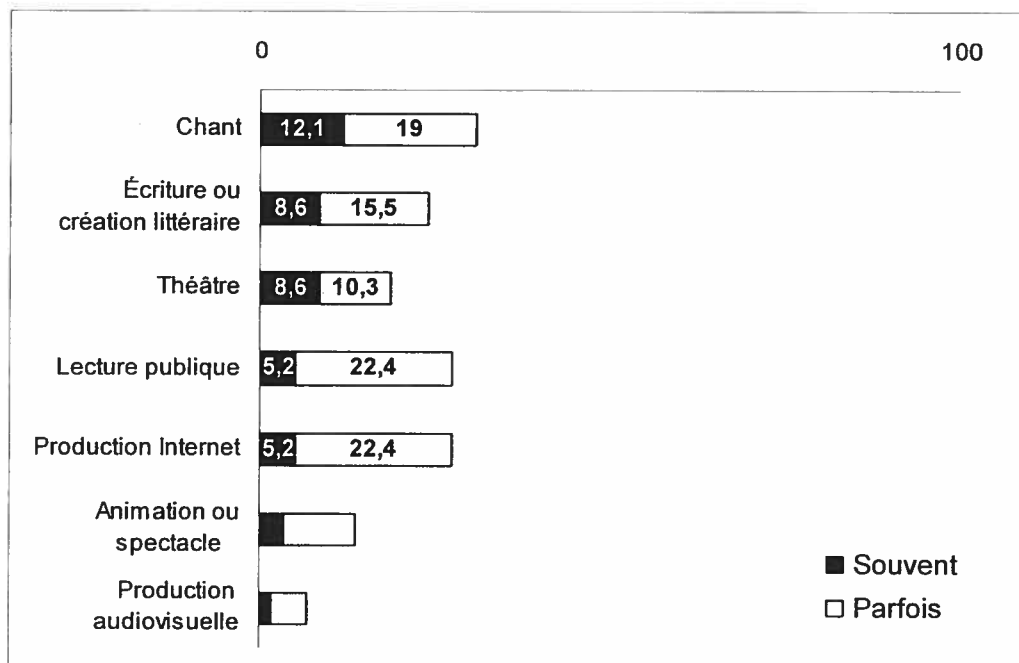 0 100
Chant 12,1 19
Écriture ou
création littéraire 8,6 15,5
Théâtre 8,6 10,3
Lecture publique 5,2 22,4
Production Internet 5,2 22,4
Animation ou
spectacle
Production
audiovisuelle
Souvent
Parfois